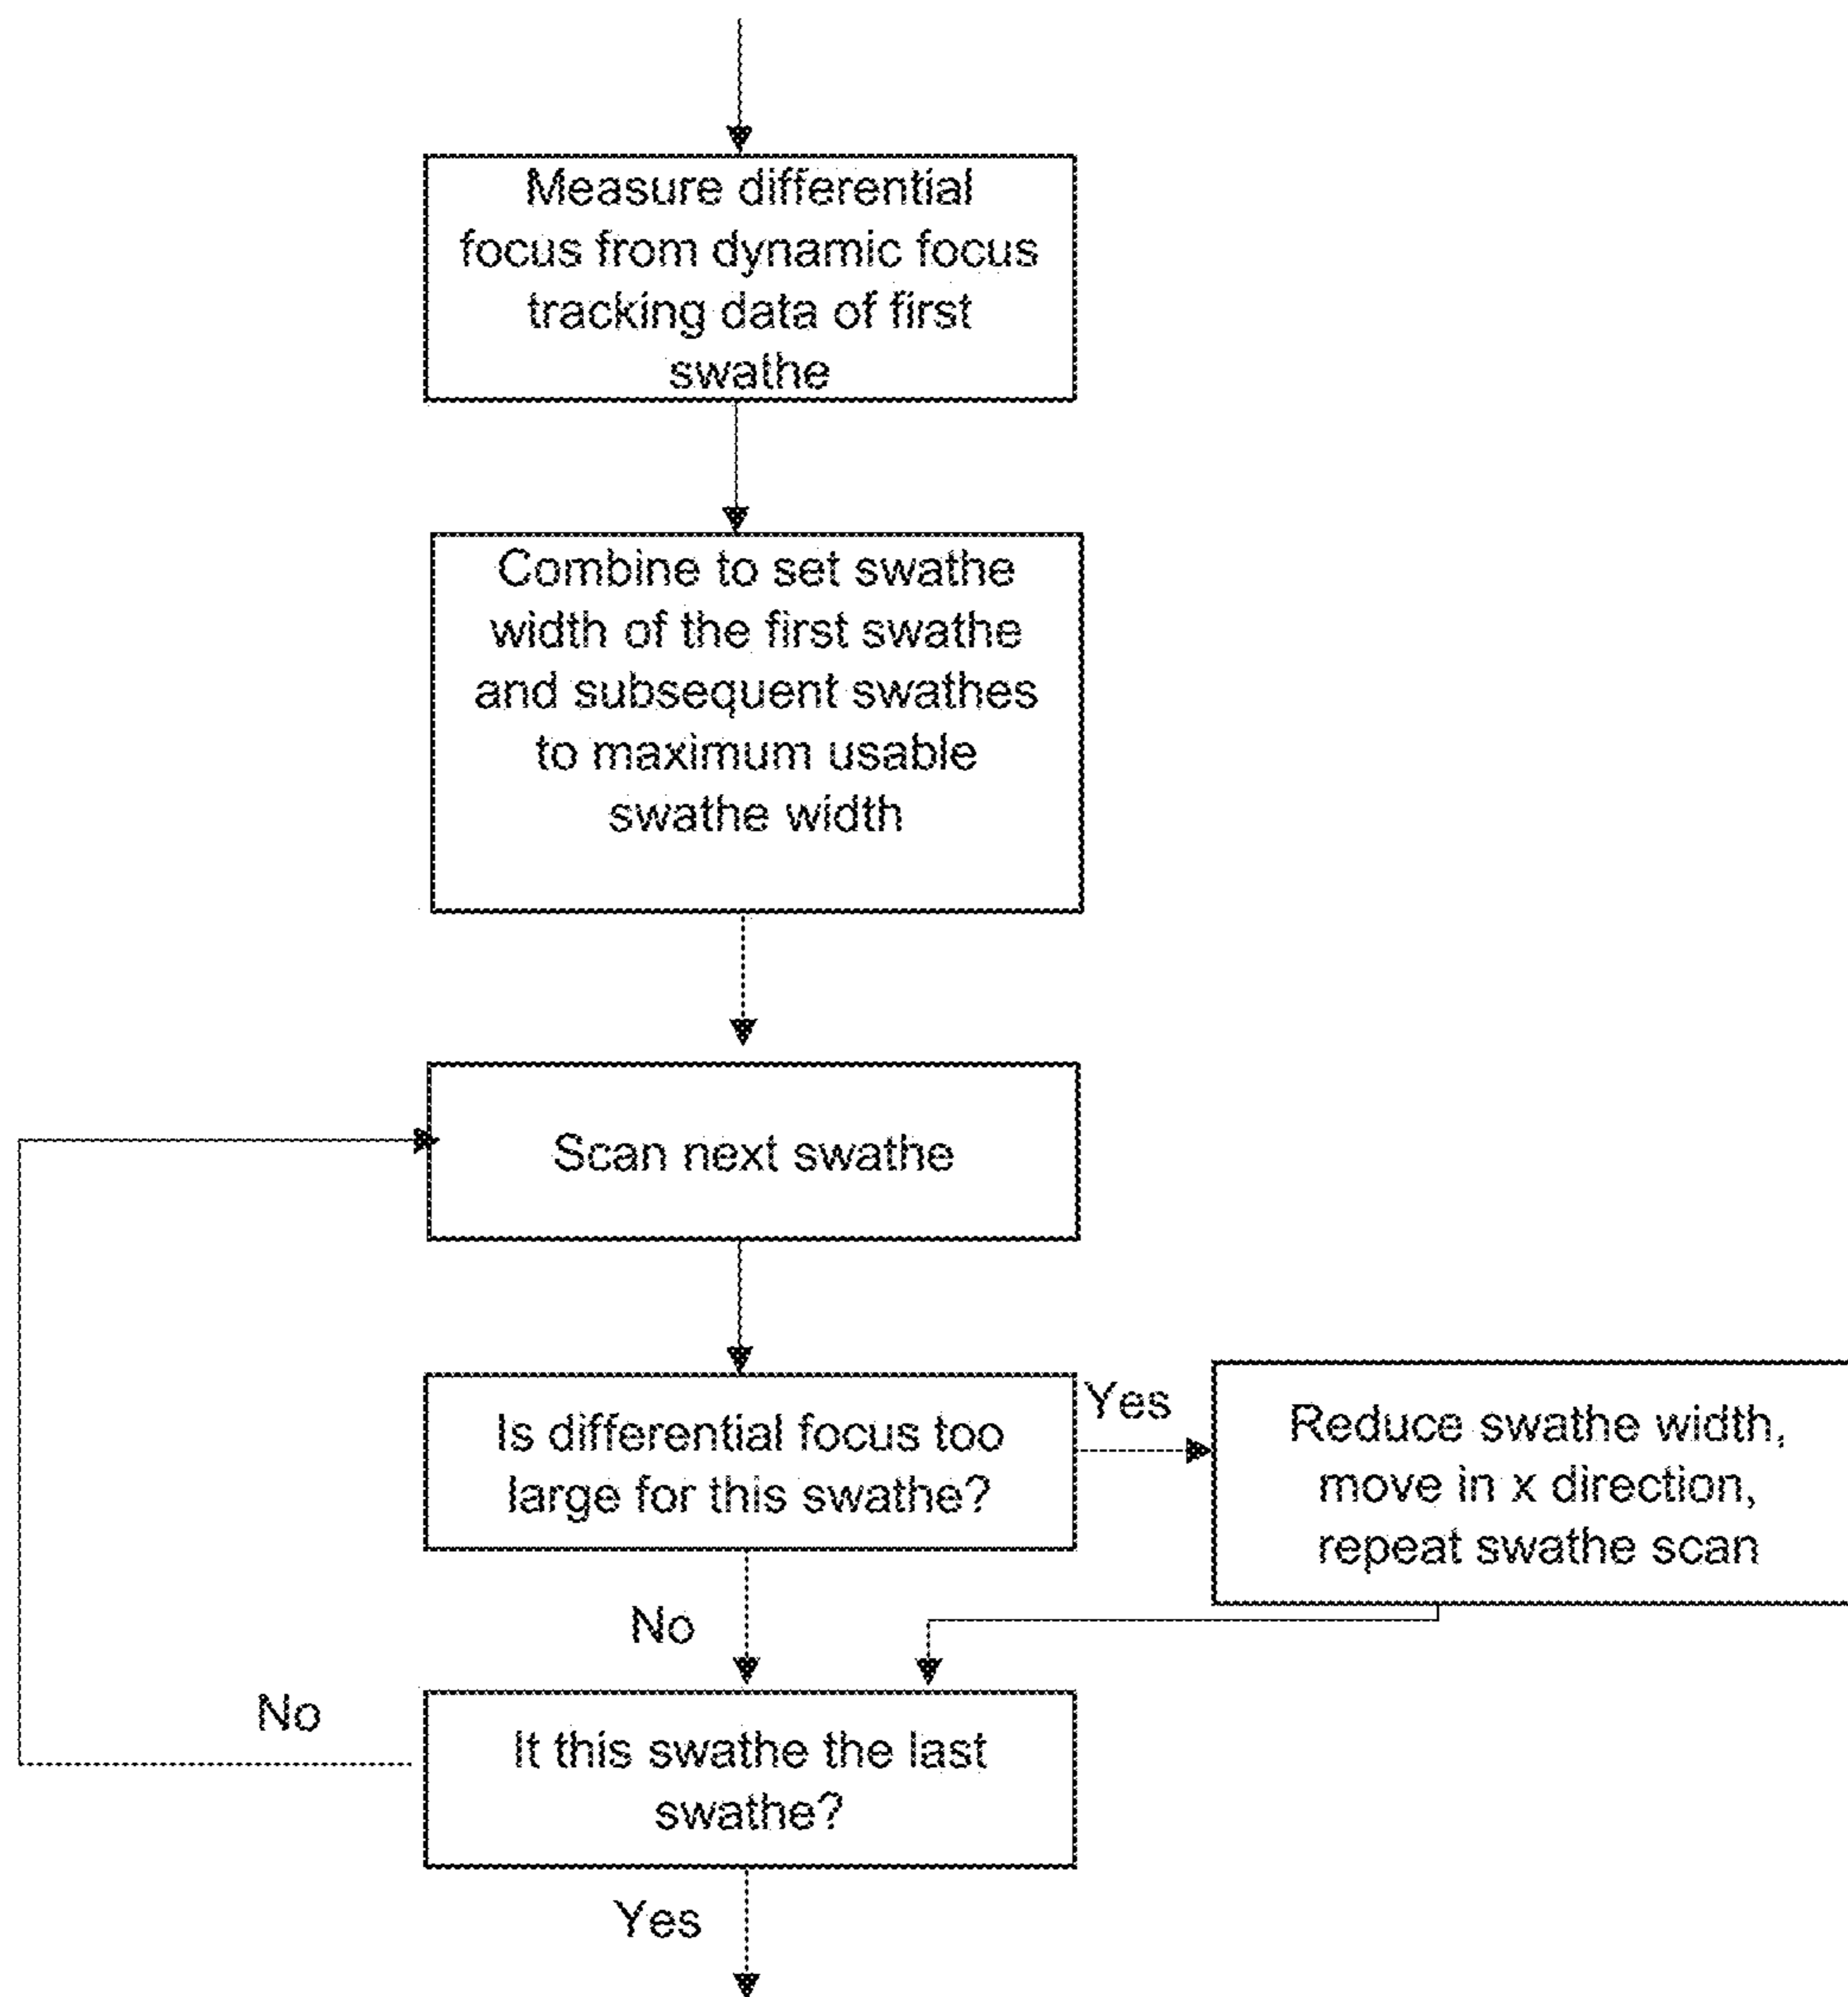 Measure differential
focus from dynamic focus
tracking data of first
swathe
Combine to set swathe
width of the first swathe
and subsequent swathes
to maximum usable
swathe width
Scan next swathe
Is differential focus too
large for this swathe?
Yes
Reduce swathe width,
move in x direction,
repeat swathe scan
No
No
It this swathe the last
swathe?
Yes